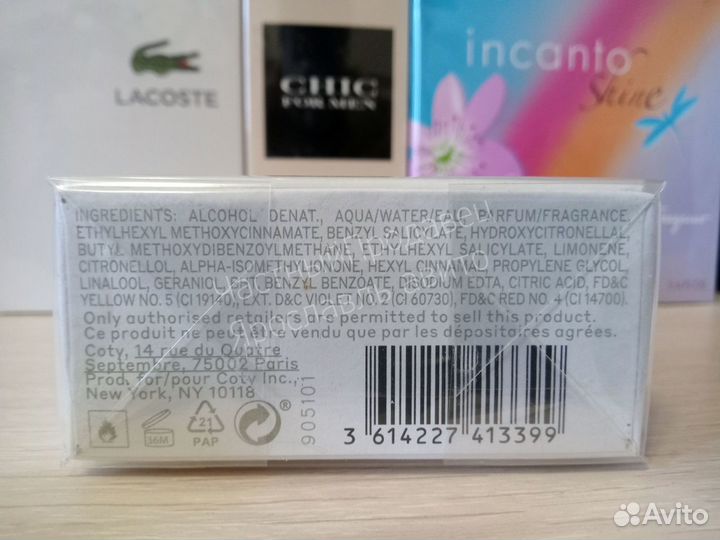 LACOSTE
CHIC
FOR MEN
incanto
Shine
INGREDIENTS: ALCOHOL DENAT., AQUA/WATER/EAU, PARFUM/FRAGRANCE,
ETHYLHEXYL METHOXYCINNAMATE, BENZYL SALICYLATE, HYDROXYCITRONELLAL,
BUTYL METHOXYDIBENZOYLMETHANE, ETHYLHEXYL SALICYLATE, LIMONENE,
CITRONELLOL, ALPHA-ISOMETHYL IONONE, HEXYL CINNAMAL, PROPYLENE GLYCOL,
LINALOOL, GERANIOL, BENZYL BENZOATE, DISODIUM EDTA, CITRIC ACID, FD&C
YELLOW NO. 5 (CI 19140), EXT. D&C VIOLET NO. 2 (CI 60730), FD&C RED NO. 4 (CI 14700).
Only authorised retailers are permitted to sell this product.
Ce produit ne peut être vendu que par les dépositaires agréés.
Coty, 14 rue du Quatre
Septembre, 75002 Paris
Prod. for/pour Coty Inc.,
New York, NY 10118
905101
36M
21
PAP
3 614227 413399
Частный Продавец
Ярославль
Avito